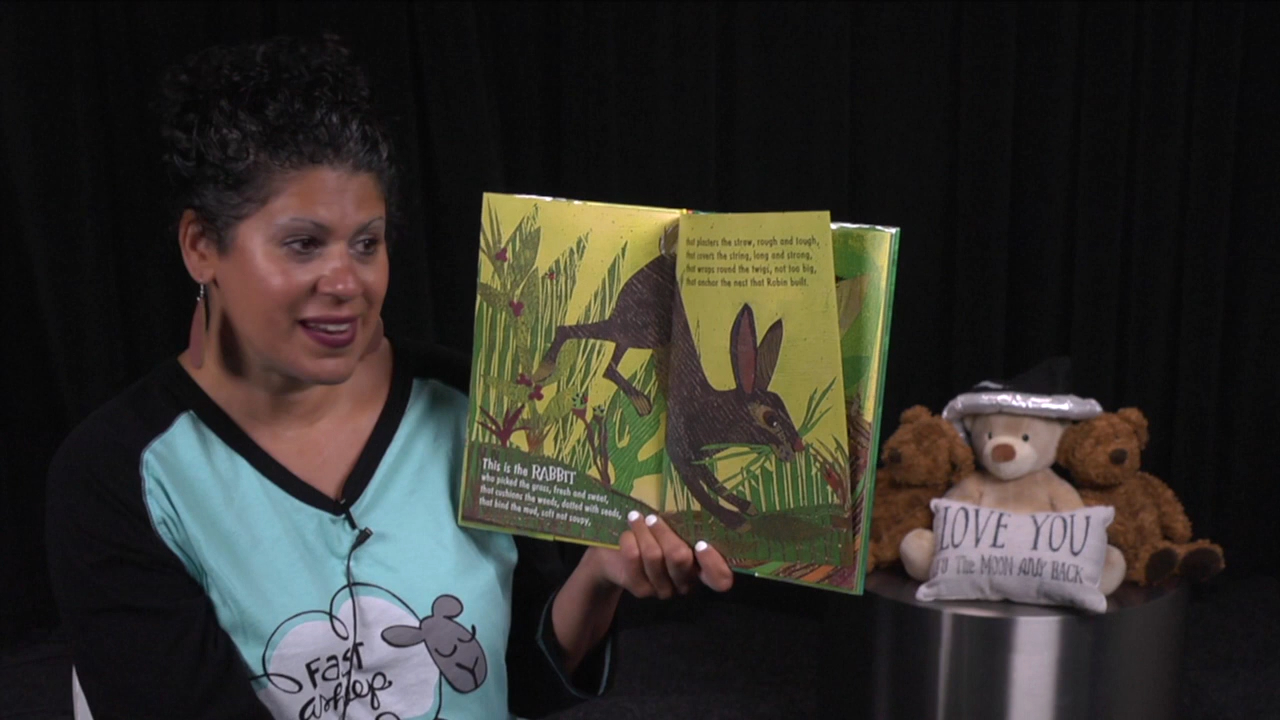 that plasters the straw, rough and tough,
that covers the string, long and strong,
that wraps round the twigs, not too big,
that anchor the nest that Robin built.
This is the RABBIT
who picked the grass, fresh and sweet,
that cushions the weeds, dotted with seeds,
that bind the mud, soft not soupy,
LOVE YOU
TO The MOON AND BACK
FAST
asleep